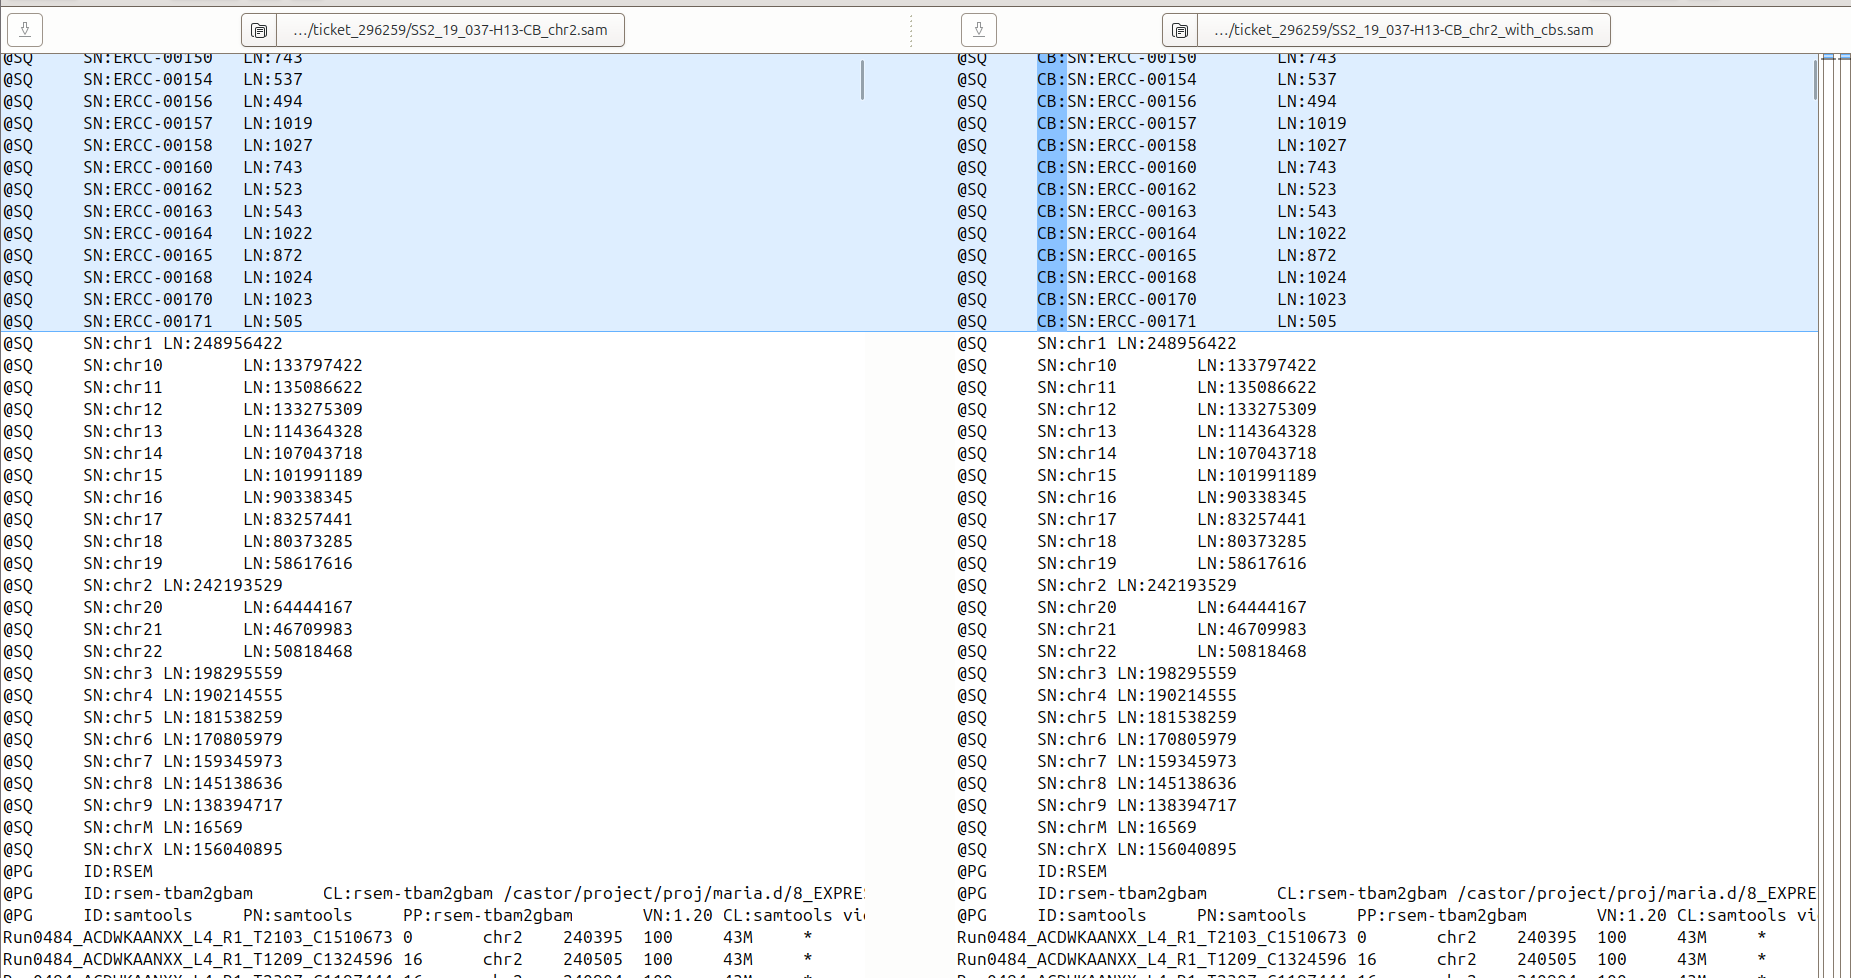 .../ticket_296259/SS2_19_037-H13-CB_chr2.sam
@SQ SN:ERCC-00150 LN:743
@SQ SN:ERCC-00154 LN:537
@SQ SN:ERCC-00156 LN:494
@SQ SN:ERCC-00157 LN:1019
@SQ SN:ERCC-00158 LN:1027
@SQ SN:ERCC-00160 LN:743
@SQ SN:ERCC-00162 LN:523
@SQ SN:ERCC-00163 LN:543
@SQ SN:ERCC-00164 LN:1022
@SQ SN:ERCC-00165 LN:872
@SQ SN:ERCC-00168 LN:1024
@SQ SN:ERCC-00170 LN:1023
@SQ SN:ERCC-00171 LN:505
@SQ SN:chr1 LN:248956422
@SQ SN:chr10 LN:133797422
@SQ SN:chr11 LN:135086622
@SQ SN:chr12 LN:133275309
@SQ SN:chr13 LN:114364328
@SQ SN:chr14 LN:107043718
@SQ SN:chr15 LN:101991189
@SQ SN:chr16 LN:90338345
@SQ SN:chr17 LN:83257441
@SQ SN:chr18 LN:80373285
@SQ SN:chr19 LN:58617616
@SQ SN:chr2 LN:242193529
@SQ SN:chr20 LN:64444167
@SQ SN:chr21 LN:46709983
@SQ SN:chr22 LN:50818468
@SQ SN:chr3 LN:198295559
@SQ SN:chr4 LN:190214555
@SQ SN:chr5 LN:181538259
@SQ SN:chr6 LN:170805979
@SQ SN:chr7 LN:159345973
@SQ SN:chr8 LN:145138636
@SQ SN:chr9 LN:138394717
@SQ SN:chrM LN:16569
@SQ SN:chrX LN:156040895
@PG ID:RSEM
@PG ID:rsem-tbam2gbam CL:rsem-tbam2gbam /castor/project/proj/maria.d/8_EXPRE
@PG ID:samtools PN:samtools PP:rsem-tbam2gbam VN:1.20 CL:samtools vi
Run0484_ACDWKAANXX_L4_R1_T2103_C1510673 0 chr2 240395 100 43M *
Run0484_ACDWKAANXX_L4_R1_T1209_C1324596 16 chr2 240505 100 43M *
.../ticket_296259/SS2_19_037-H13-CB_chr2_with_cbs.sam
@SQ CB:SN:ERCC-00150 LN:743
@SQ CB:SN:ERCC-00154 LN:537
@SQ CB:SN:ERCC-00156 LN:494
@SQ CB:SN:ERCC-00157 LN:1019
@SQ CB:SN:ERCC-00158 LN:1027
@SQ CB:SN:ERCC-00160 LN:743
@SQ CB:SN:ERCC-00162 LN:523
@SQ CB:SN:ERCC-00163 LN:543
@SQ CB:SN:ERCC-00164 LN:1022
@SQ CB:SN:ERCC-00165 LN:872
@SQ CB:SN:ERCC-00168 LN:1024
@SQ CB:SN:ERCC-00170 LN:1023
@SQ CB:SN:ERCC-00171 LN:505
@SQ SN:chr1 LN:248956422
@SQ SN:chr10 LN:133797422
@SQ SN:chr11 LN:135086622
@SQ SN:chr12 LN:133275309
@SQ SN:chr13 LN:114364328
@SQ SN:chr14 LN:107043718
@SQ SN:chr15 LN:101991189
@SQ SN:chr16 LN:90338345
@SQ SN:chr17 LN:83257441
@SQ SN:chr18 LN:80373285
@SQ SN:chr19 LN:58617616
@SQ SN:chr2 LN:242193529
@SQ SN:chr20 LN:64444167
@SQ SN:chr21 LN:46709983
@SQ SN:chr22 LN:50818468
@SQ SN:chr3 LN:198295559
@SQ SN:chr4 LN:190214555
@SQ SN:chr5 LN:181538259
@SQ SN:chr6 LN:170805979
@SQ SN:chr7 LN:159345973
@SQ SN:chr8 LN:145138636
@SQ SN:chr9 LN:138394717
@SQ SN:chrM LN:16569
@SQ SN:chrX LN:156040895
@PG ID:RSEM
@PG ID:rsem-tbam2gbam CL:rsem-tbam2gbam /castor/project/proj/maria.d/8_EXPRE
@PG ID:samtools PN:samtools PP:rsem-tbam2gbam VN:1.20 CL:samtools vi
Run0484_ACDWKAANXX_L4_R1_T2103_C1510673 0 chr2 240395 100 43M *
Run0484_ACDWKAANXX_L4_R1_T1209_C1324596 16 chr2 240505 100 43M *